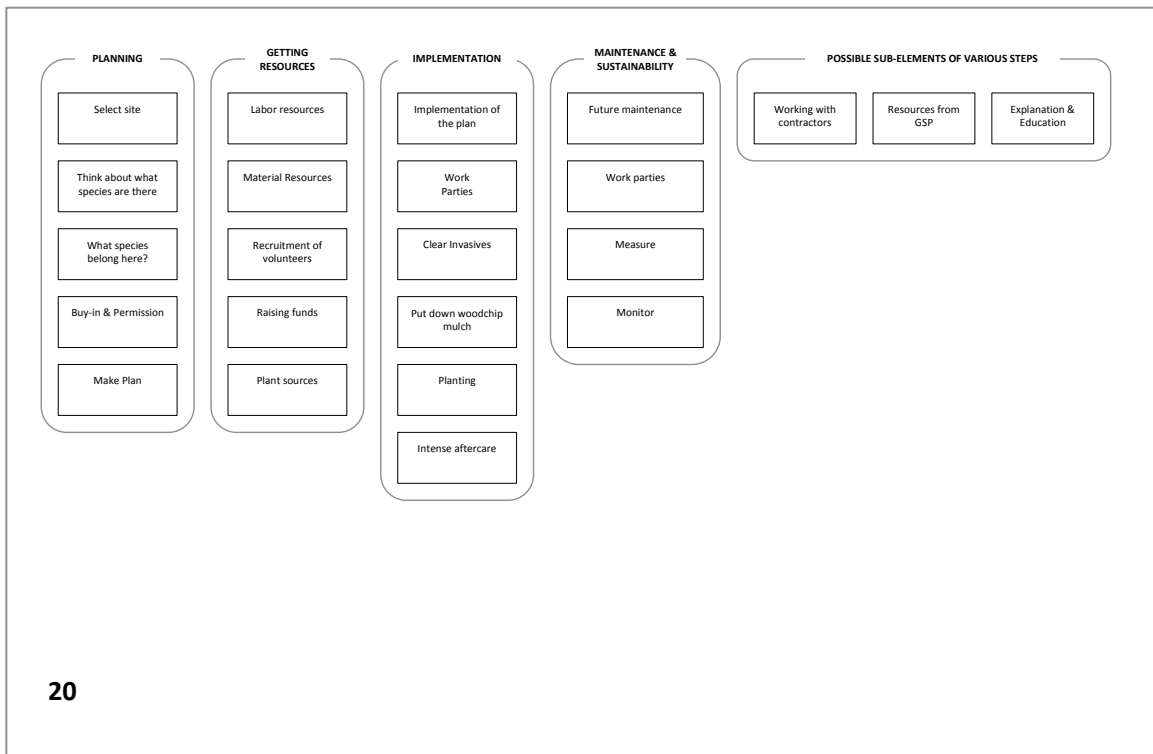 PLANNING
Select site
Think about what
species are there
What species
belong here?
Buy-in & Permission
Make Plan
GETTING
RESOURCES
Labor resources
Material Resources
Recruitment of
volunteers
Raising funds
Plant sources
IMPLEMENTATION
Implementation of
the plan
Work
Parties
Clear Invasives
Put down woodchip
mulch
Planting
Intense aftercare
MAINTENANCE &
SUSTAINABILITY
Future maintenance
Work parties
Measure
Monitor
POSSIBLE SUB-ELEMENTS OF VARIOUS STEPS
Working with
contractors
Resources from
GSP
Explanation &
Education
20